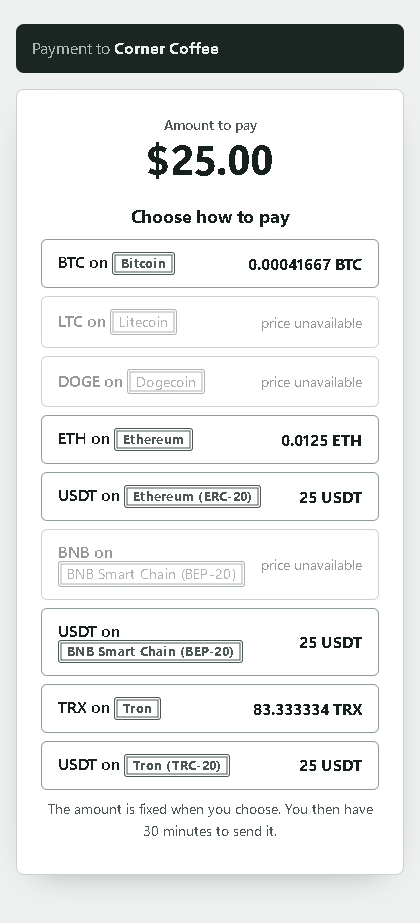 Payment to Corner Coffee
Amount to pay
$25.00
Choose how to pay
BTC on Bitcoin 0.00041667 BTC
LTC on Litecoin price unavailable
DOGE on Dogecoin price unavailable
ETH on Ethereum 0.0125 ETH
USDT on Ethereum (ERC-20) 25 USDT
BNB on
BNB Smart Chain (BEP-20) price unavailable
USDT on
BNB Smart Chain (BEP-20) 25 USDT
TRX on Tron 83.333334 TRX
USDT on Tron (TRC-20) 25 USDT
The amount is fixed when you choose. You then have
30 minutes to send it.